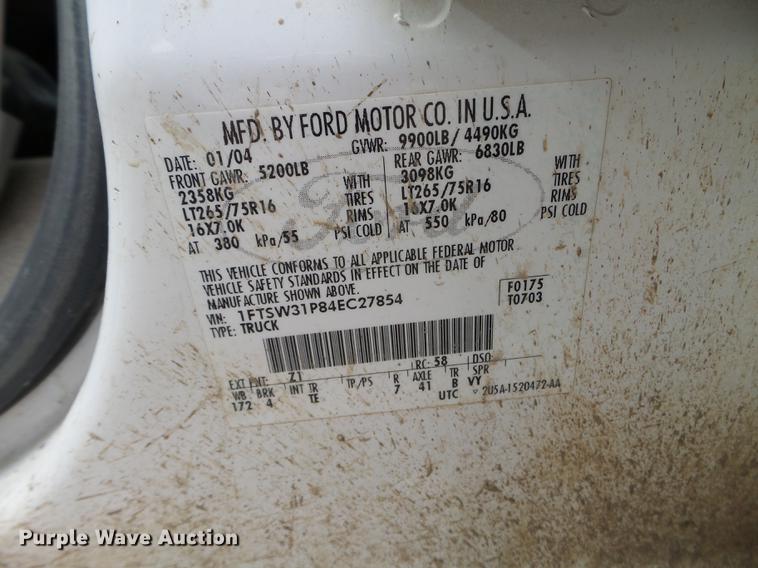 MFD. BY FORD MOTOR CO. IN U.S.A.
DATE: 01/04 GVWR: 9900LB/ 4490KG
FRONT GAWR: 5200LB REAR GAWR: 6830LB
2358KG WITH 3098KG WITH
LT265/75R16 TIRES LT265/75R16 TIRES
16X7.0K RIMS 16X7.0K RIMS
AT 380 kPa/55 PSI COLD AT 550 kPa/80 PSI COLD
Ford
THIS VEHICLE CONFORMS TO ALL APPLICABLE FEDERAL MOTOR
VEHICLE SAFETY STANDARDS IN EFFECT ON THE DATE OF
MANUFACTURE SHOWN ABOVE.
VIN: 1FTSW31P84EC27854 F0175
TYPE: TRUCK T0703
EXT PNT: Z1 RC: 58 DSO:
WB BRK INT TR TP/PS R AXLE TR SPR
172 4 TE 7 41 B VY
UTC 2U5A-1520472-AA
Purple Wave Auction